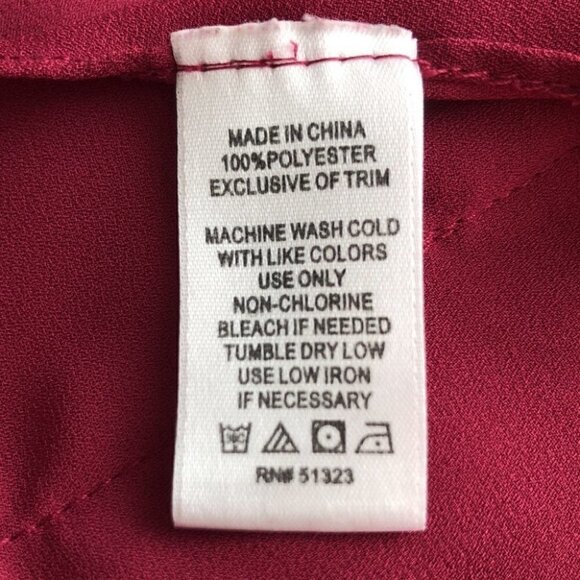 MADE IN CHINA
100%POLYESTER
EXCLUSIVE OF TRIM
MACHINE WASH COLD
WITH LIKE COLORS
USE ONLY
NON-CHLORINE
BLEACH IF NEEDED
TUMBLE DRY LOW
USE LOW IRON
IF NECESSARY
RN# 51323